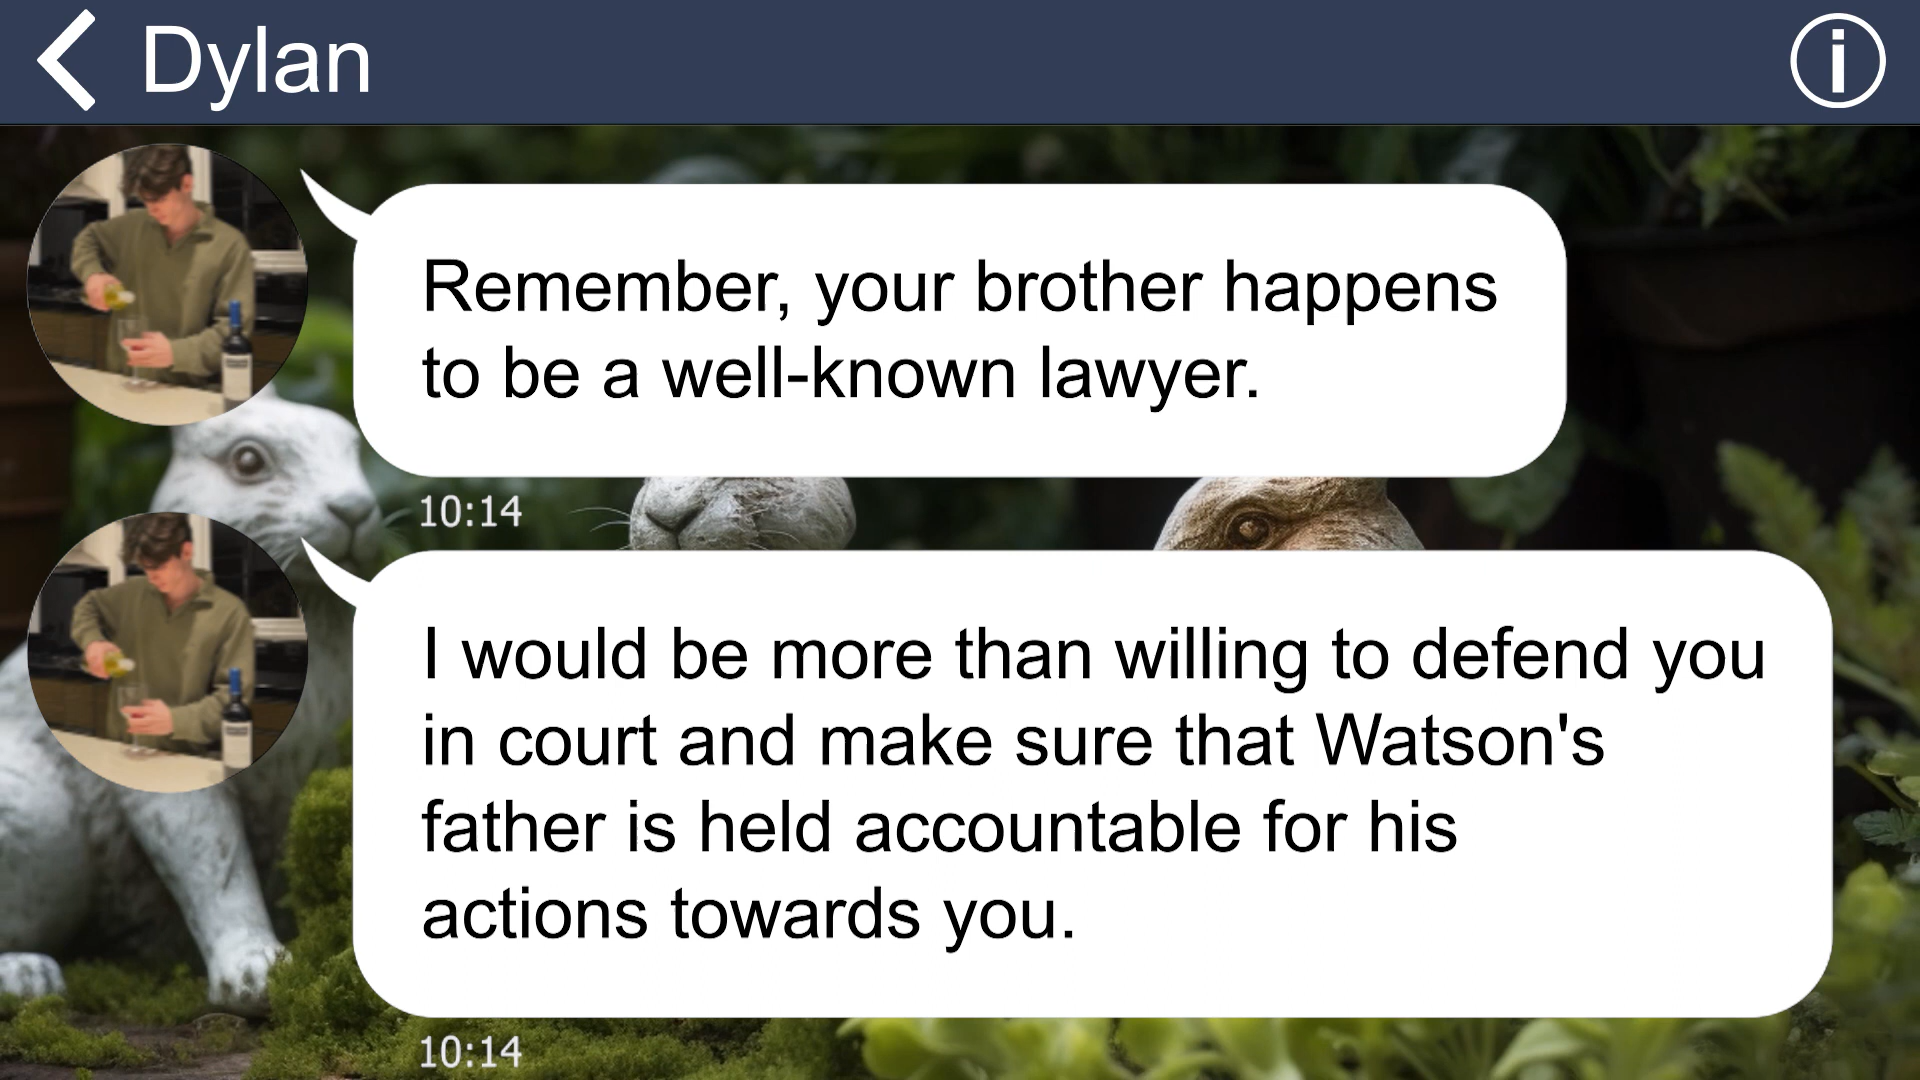 Dylan
Remember, your brother happens
to be a well-known lawyer.
10:14
I would be more than willing to defend you
in court and make sure that Watson's
father is held accountable for his
actions towards you.
10:14